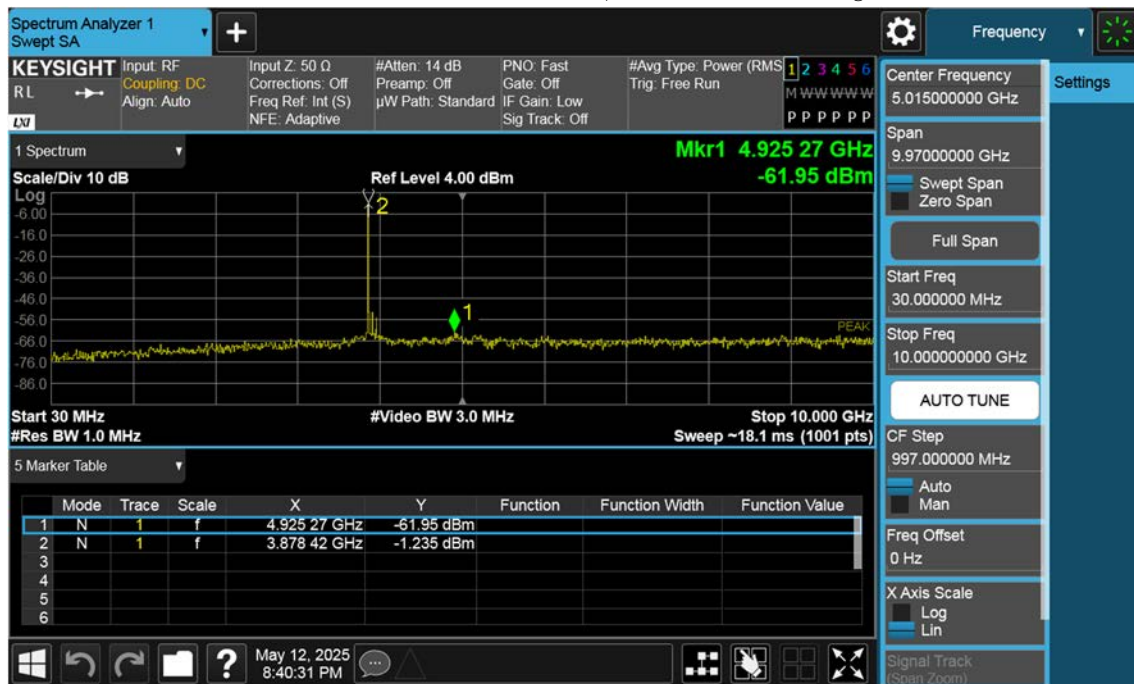 Spectrum Analyzer 1
Swept SA
+
Frequency
KEYSIGHT
RL
LXI
Input: RF
Coupling: DC
Align: Auto
Input Z: 50 Ω
Corrections: Off
Freq Ref: Int (S)
NFE: Adaptive
#Atten: 14 dB
Preamp: Off
µW Path: Standard
PNO: Fast
Gate: Off
IF Gain: Low
Sig Track: Off
#Avg Type: Power (RMS
Trig: Free Run
1 2 3 4 5 6
M W W W W W
P P P P P P
1 Spectrum
Mkr1 4.925 27 GHz
Scale/Div 10 dB
Ref Level 4.00 dBm
-61.95 dBm
Log
-6.00
-16.0
-26.0
-36.0
-46.0
-56.0
-66.0
-76.0
-86.0
2
1
PEAK
Start 30 MHz
#Video BW 3.0 MHz
Stop 10.000 GHz
#Res BW 1.0 MHz
Sweep ~18.1 ms (1001 pts)
5 Marker Table
Mode Trace Scale X Y Function Function Width Function Value
1 N 1 f 4.925 27 GHz -61.95 dBm
2 N 1 f 3.878 42 GHz -1.235 dBm
3
4
5
6
?
May 12, 2025
8:40:31 PM
Center Frequency
5.015000000 GHz
Settings
Span
9.97000000 GHz
Swept Span
Zero Span
Full Span
Start Freq
30.000000 MHz
Stop Freq
10.000000000 GHz
AUTO TUNE
CF Step
997.000000 MHz
Auto
Man
Freq Offset
0 Hz
X Axis Scale
Log
Lin
Signal Track
(Span Zoom)